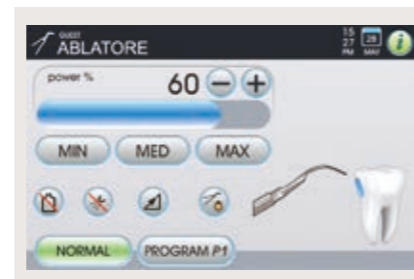 GUEST
ABLATORE
15
27
PM
28
MAY
i
power %
60 − +
MIN MED MAX
NORMAL PROGRAM P1